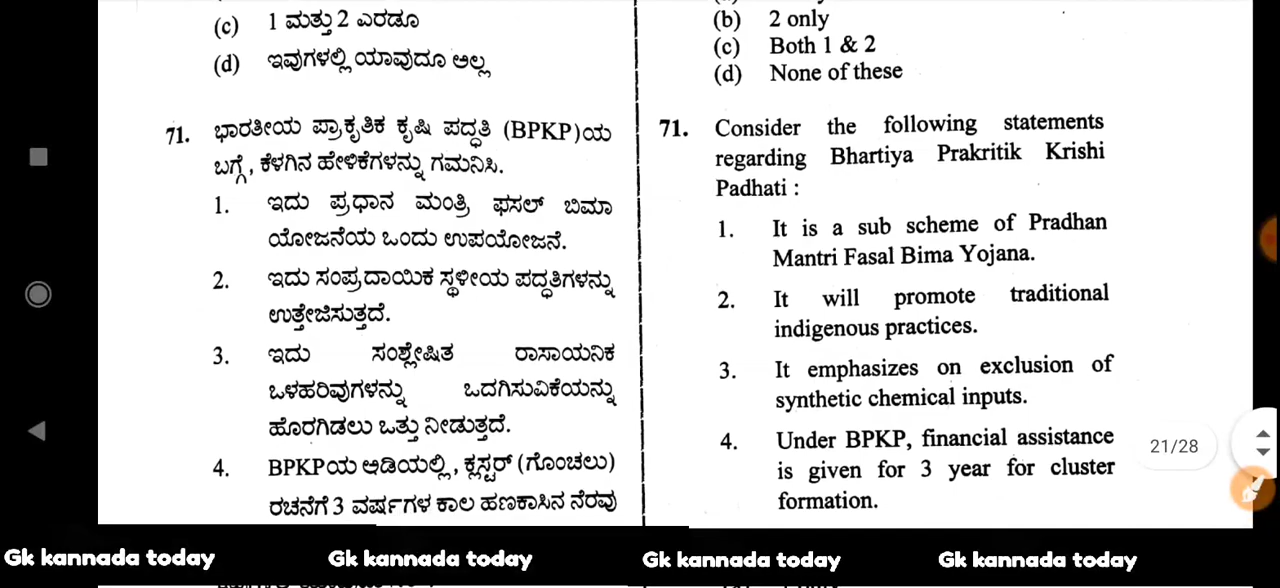 (c) 1 ಮತ್ತು 2 ಎರಡೂ
(d) ಇವುಗಳಲ್ಲಿ ಯಾವುದೂ ಅಲ್ಲ
71. ಭಾರತೀಯ ಪ್ರಾಕೃತಿಕ ಕೃಷಿ ಪದ್ಧತಿ (BPKP)ಯ
ಬಗ್ಗೆ, ಕೆಳಗಿನ ಹೇಳಿಕೆಗಳನ್ನು ಗಮನಿಸಿ.
1. ಇದು ಪ್ರಧಾನ ಮಂತ್ರಿ ಫಸಲ್ ಬಿಮಾ
ಯೋಜನೆಯ ಒಂದು ಉಪಯೋಜನೆ.
2. ಇದು ಸಂಪ್ರದಾಯಿಕ ಸ್ಥಳೀಯ ಪದ್ಧತಿಗಳನ್ನು
ಉತ್ತೇಜಿಸುತ್ತದೆ.
3. ಇದು ಸಂಶ್ಲೇಷಿತ ರಾಸಾಯನಿಕ
ಒಳಹರಿವುಗಳನ್ನು ಒದಗಿಸುವಿಕೆಯನ್ನು
ಹೊರಗಿಡಲು ಒತ್ತು ನೀಡುತ್ತದೆ.
4. BPKPಯ ಅಡಿಯಲ್ಲಿ, ಕ್ಲಸ್ಟರ್ (ಗೊಂಚಲು)
ರಚನೆಗೆ 3 ವರ್ಷಗಳ ಕಾಲ ಹಣಕಾಸಿನ ನೆರವು
(b) 2 only
(c) Both 1 & 2
(d) None of these
71. Consider the following statements
regarding Bhartiya Prakritik Krishi
Padhati :
1. It is a sub scheme of Pradhan
Mantri Fasal Bima Yojana.
2. It will promote traditional
indigenous practices.
3. It emphasizes on exclusion of
synthetic chemical inputs.
4. Under BPKP, financial assistance
is given for 3 year for cluster
formation.
21/28
Gk kannada today Gk kannada today Gk kannada today Gk kannada today